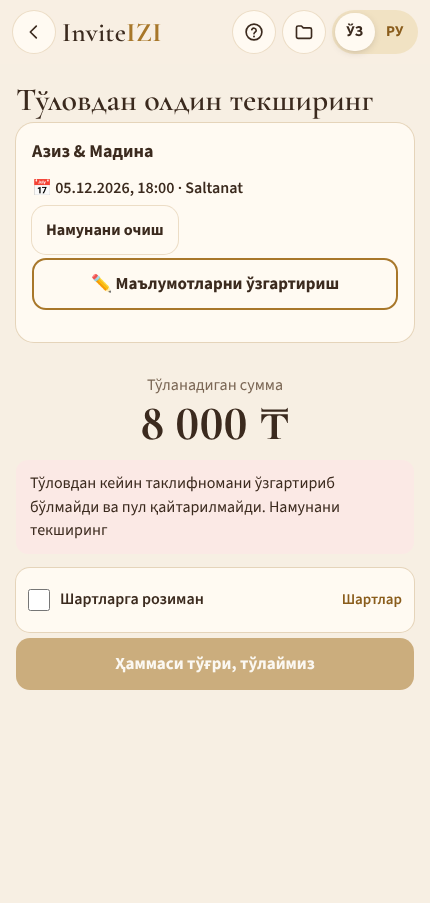 InviteIZI
ЎЗ
РУ
Тўловдан олдин текширинг
Азиз & Мадина
📅 05.12.2026, 18:00 · Saltanat
Намунани очиш
✏️ Маълумотларни ўзгартириш
Тўланадиган сумма
8 000 ₸
Тўловдан кейин таклифномани ўзгартириб
бўлмайди ва пул қайтарилмайди. Намунани
текширинг
Шартларга розиман
Шартлар
Ҳаммаси тўғри, тўлаймиз